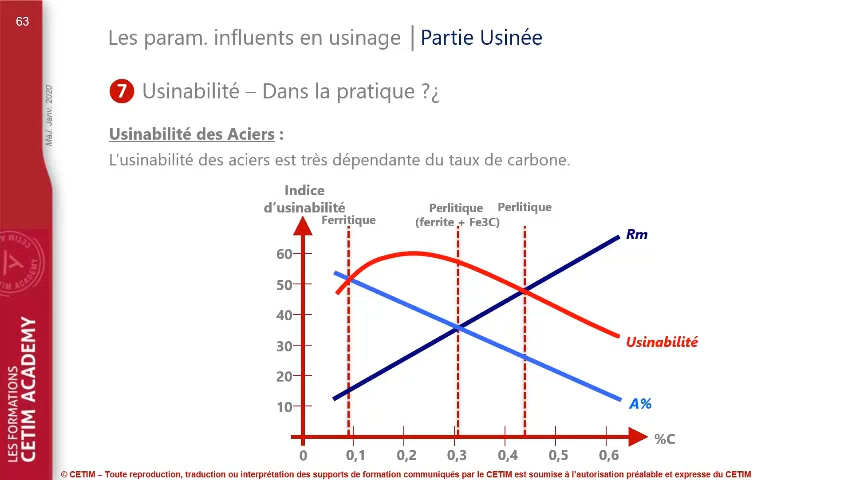 63
Les param. influents en usinage | Partie Usinée
MàJ. Janv. 2020
7 Usinabilité – Dans la pratique ?¿
Usinabilité des Aciers :
L'usinabilité des aciers est très dépendante du taux de carbone.
Indice
d'usinabilité
Ferritique
Perlitique
(ferrite + Fe3C)
Perlitique
Rm
60
50
40
30
20
10
Usinabilité
A%
0 0,1 0,2 0,3 0,4 0,5 0,6
%C
CETIM ACADEMY
LES FORMATIONS
CETIM ACADEMY
© CETIM – Toute reproduction, traduction ou interprétation des supports de formation communiqués par le CETIM est soumise à l'autorisation préalable et expresse du CETIM